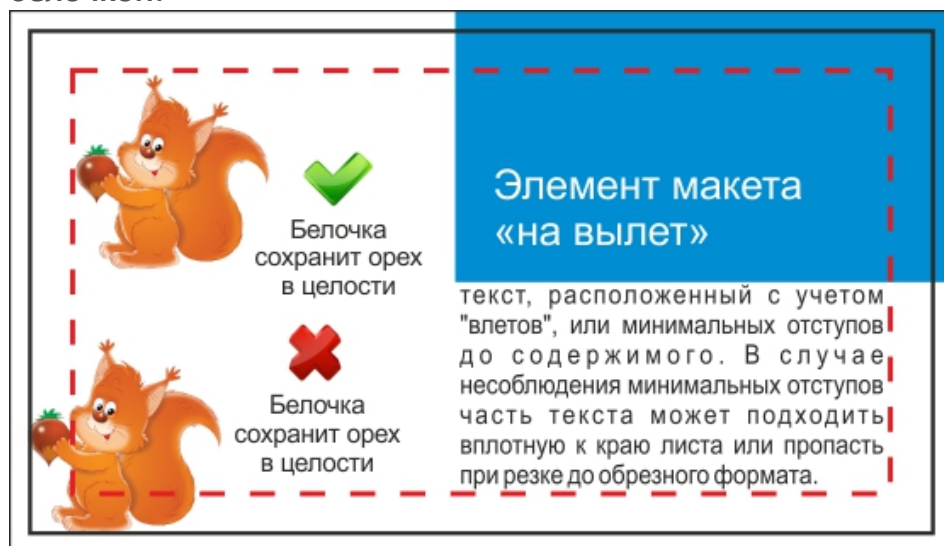 Белочка
сохранит орех
в целости
Белочка
сохранит орех
в целости
Элемент макета
«на вылет»
текст, расположенный с учетом
"влетов", или минимальных отступов
до содержимого. В случае
несоблюдения минимальных отступов
часть текста может подходить
вплотную к краю листа или пропасть
при резке до обрезного формата.